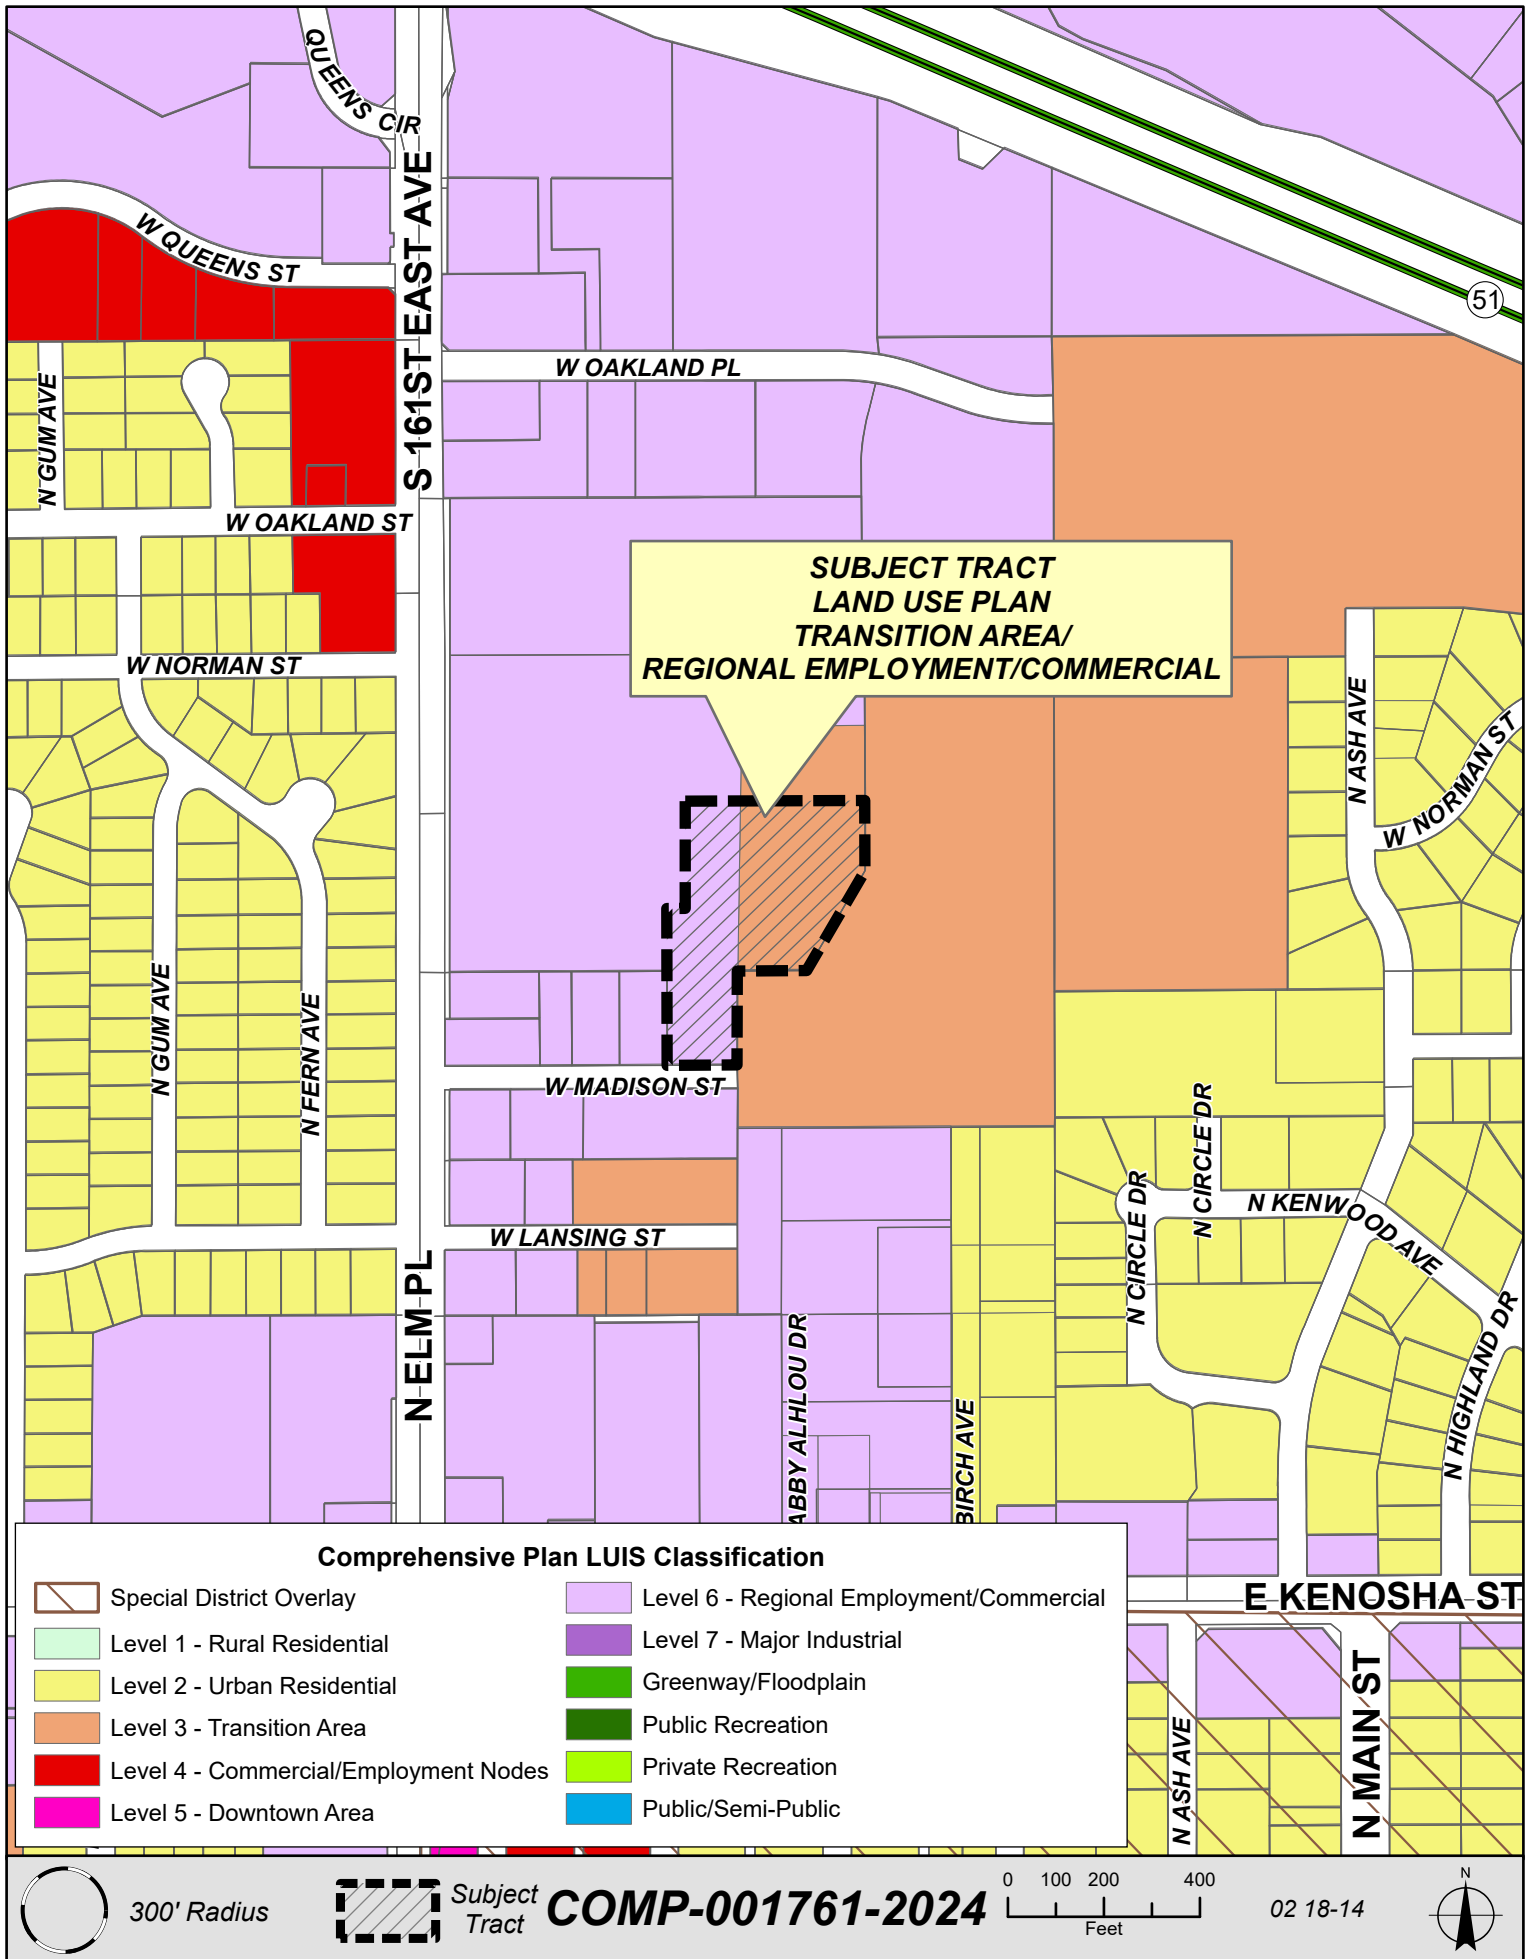 QUEENS CIR
S 161ST EAST AVE
W QUEENS ST
51
W OAKLAND PL
N GUM AVE
W OAKLAND ST
SUBJECT TRACT
LAND USE PLAN
TRANSITION AREA/
REGIONAL EMPLOYMENT/COMMERCIAL
W NORMAN ST
N ASH AVE
W NORMAN ST
N GUM AVE
N FERN AVE
W MADISON ST
N CIRCLE DR
N CIRCLE DR
N KENWOOD AVE
W LANSING ST
N ELM PL
ABBY ALHLOU DR
BIRCH AVE
N HIGHLAND DR
E KENOSHA ST
N ASH AVE
N MAIN ST
Comprehensive Plan LUIS Classification
Special District Overlay
Level 1 - Rural Residential
Level 2 - Urban Residential
Level 3 - Transition Area
Level 4 - Commercial/Employment Nodes
Level 5 - Downtown Area
Level 6 - Regional Employment/Commercial
Level 7 - Major Industrial
Greenway/Floodplain
Public Recreation
Private Recreation
Public/Semi-Public
300' Radius
Subject
Tract
COMP-001761-2024
0 100 200 400
Feet
02 18-14
N